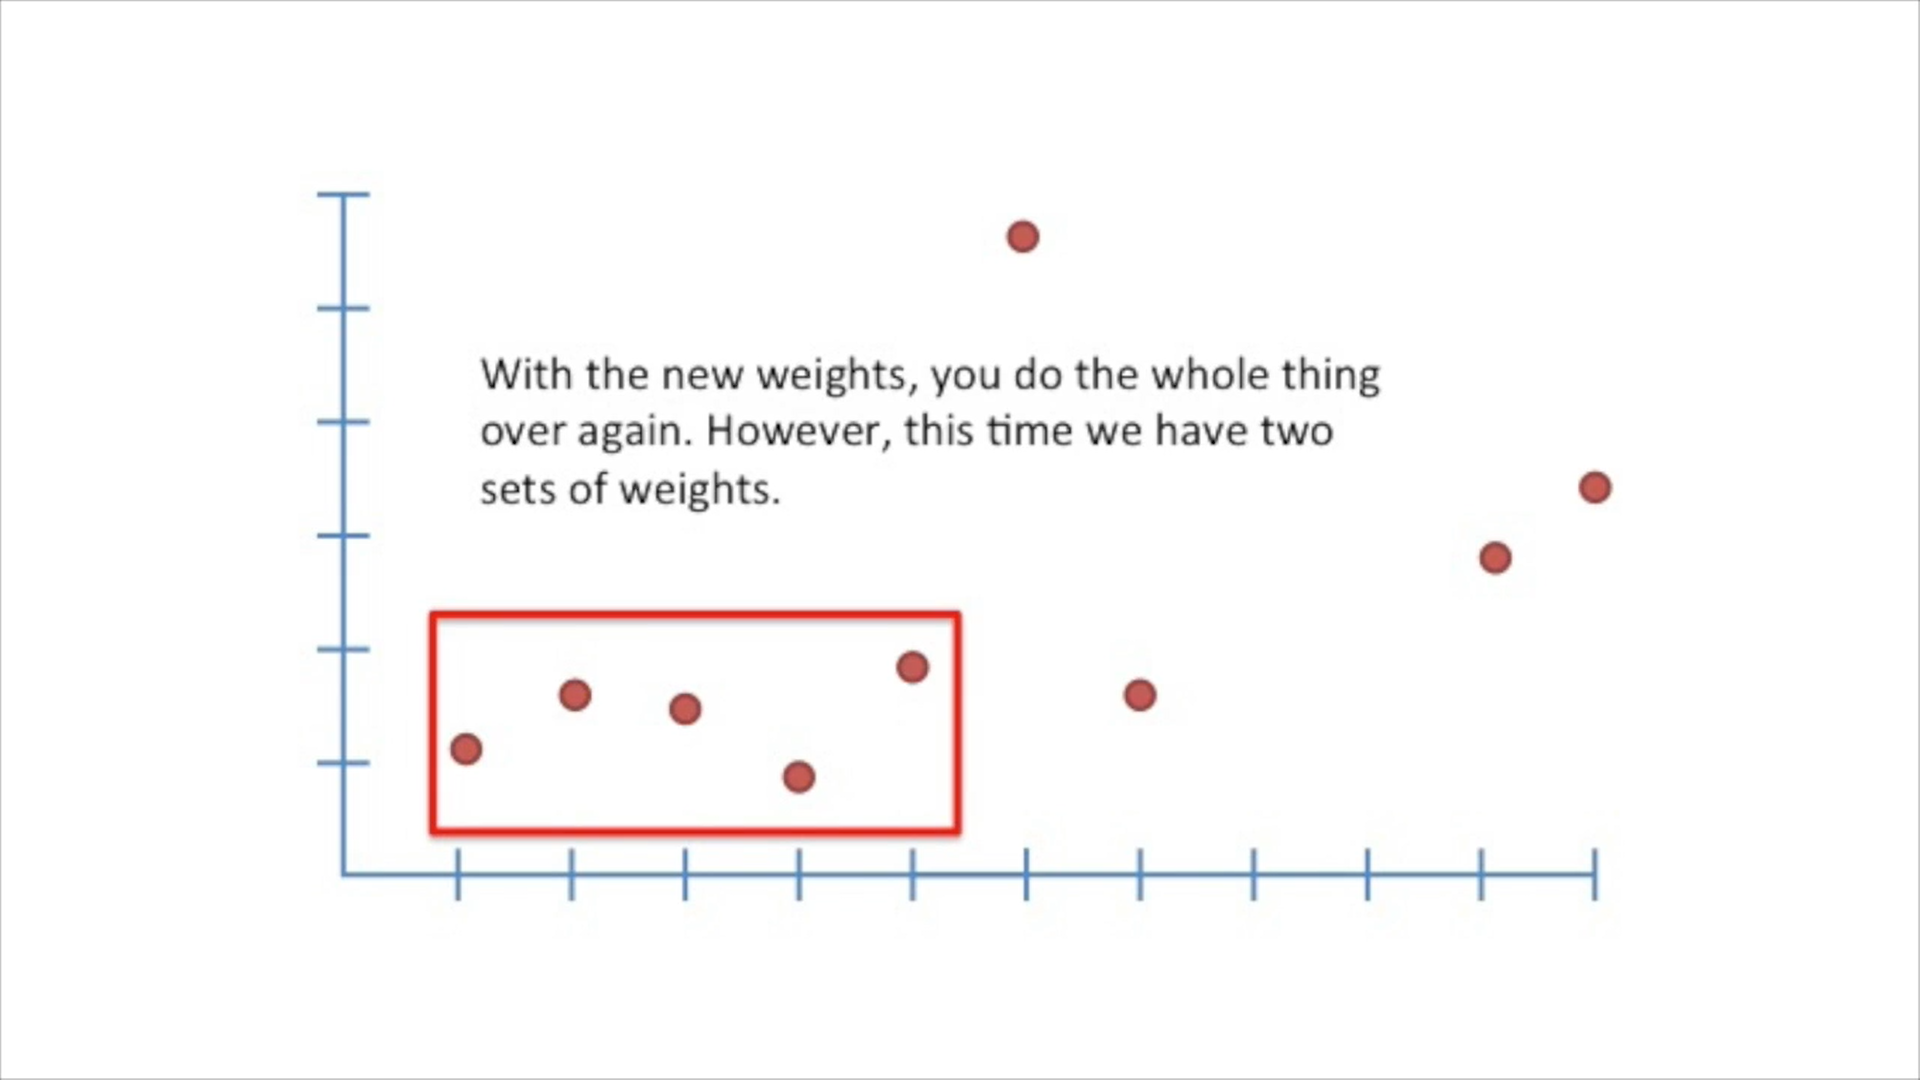 With the new weights, you do the whole thing
over again. However, this time we have two
sets of weights.